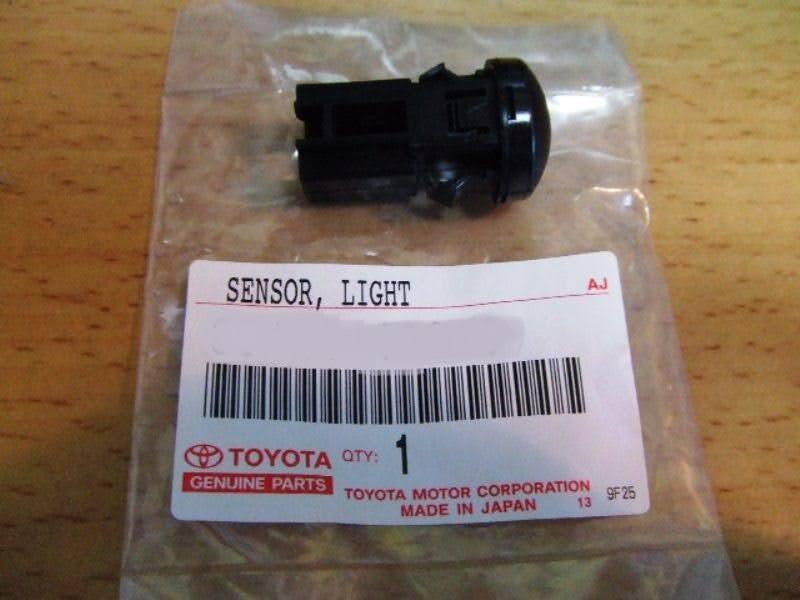 SENSOR, LIGHT AJ
TOYOTA QTY: 1
GENUINE PARTS
TOYOTA MOTOR CORPORATION
MADE IN JAPAN 13 9F25